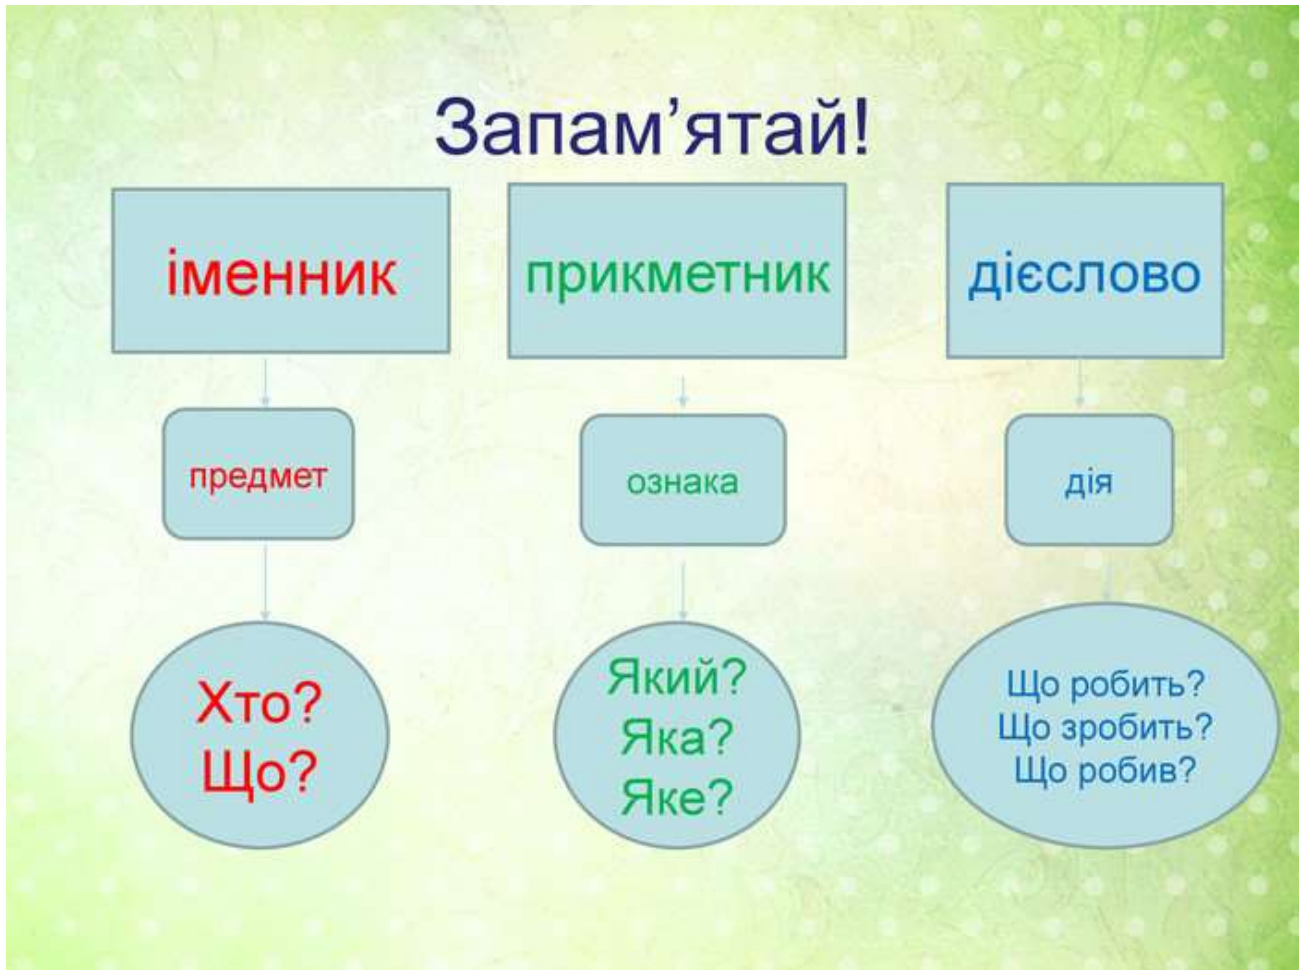 Запам’ятай!
іменник
прикметник
дієслово
предмет
ознака
дія
Хто?
Що?
Який?
Яка?
Яке?
Що робить?
Що зробить?
Що робив?